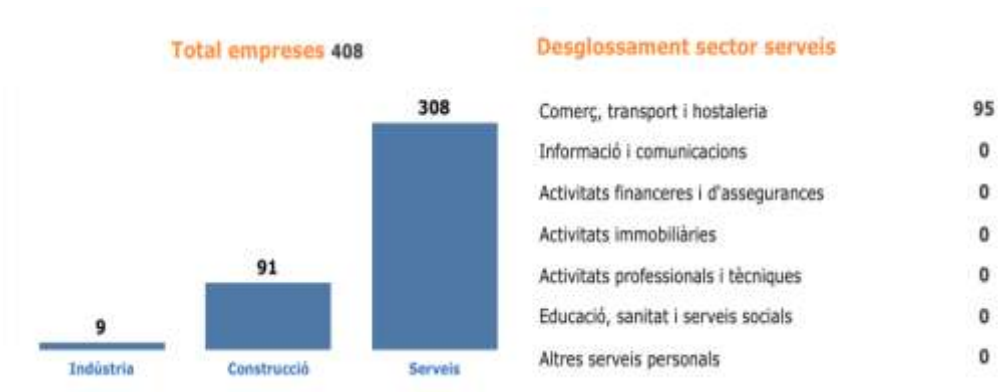 Total empreses 408
308
91
9
Indústria
Construcció
Serveis
Desglossament sector serveis
Comerç, transport i hostaleria 95
Informació i comunicacions 0
Activitats financeres i d'assegurances 0
Activitats immobiliàries 0
Activitats professionals i tècniques 0
Educació, sanitat i serveis socials 0
Altres serveis personals 0